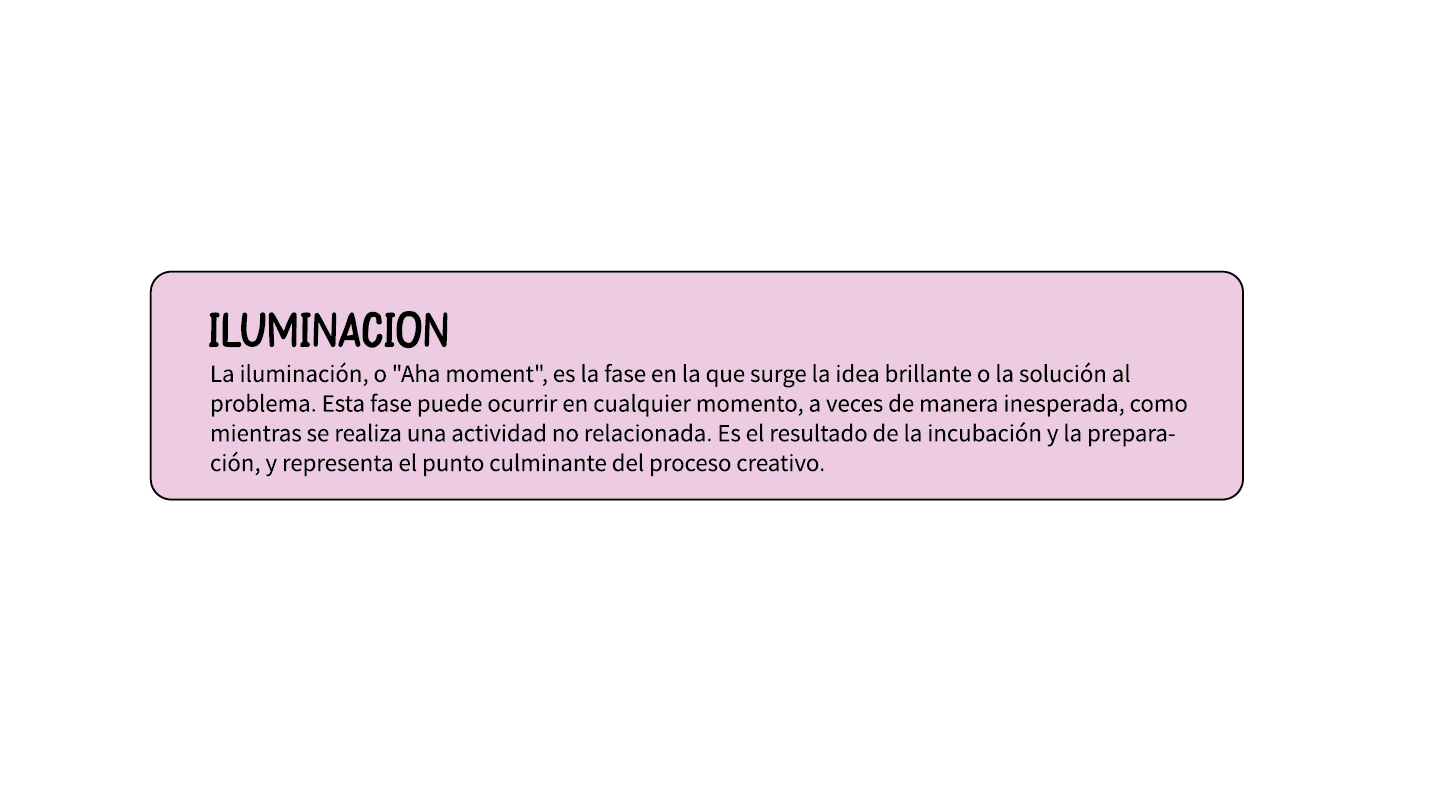 ILUMINACION
La iluminación, o "Aha moment", es la fase en la que surge la idea brillante o la solución al
problema. Esta fase puede ocurrir en cualquier momento, a veces de manera inesperada, como
mientras se realiza una actividad no relacionada. Es el resultado de la incubación y la prepara-
ción, y representa el punto culminante del proceso creativo.